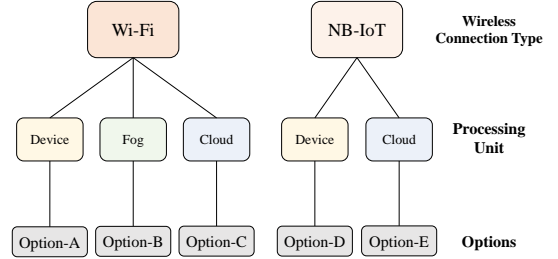 Wi-Fi
NB-IoT
Wireless
Connection Type
Device
Fog
Cloud
Device
Cloud
Processing
Unit
Option-A
Option-B
Option-C
Option-D
Option-E
Options